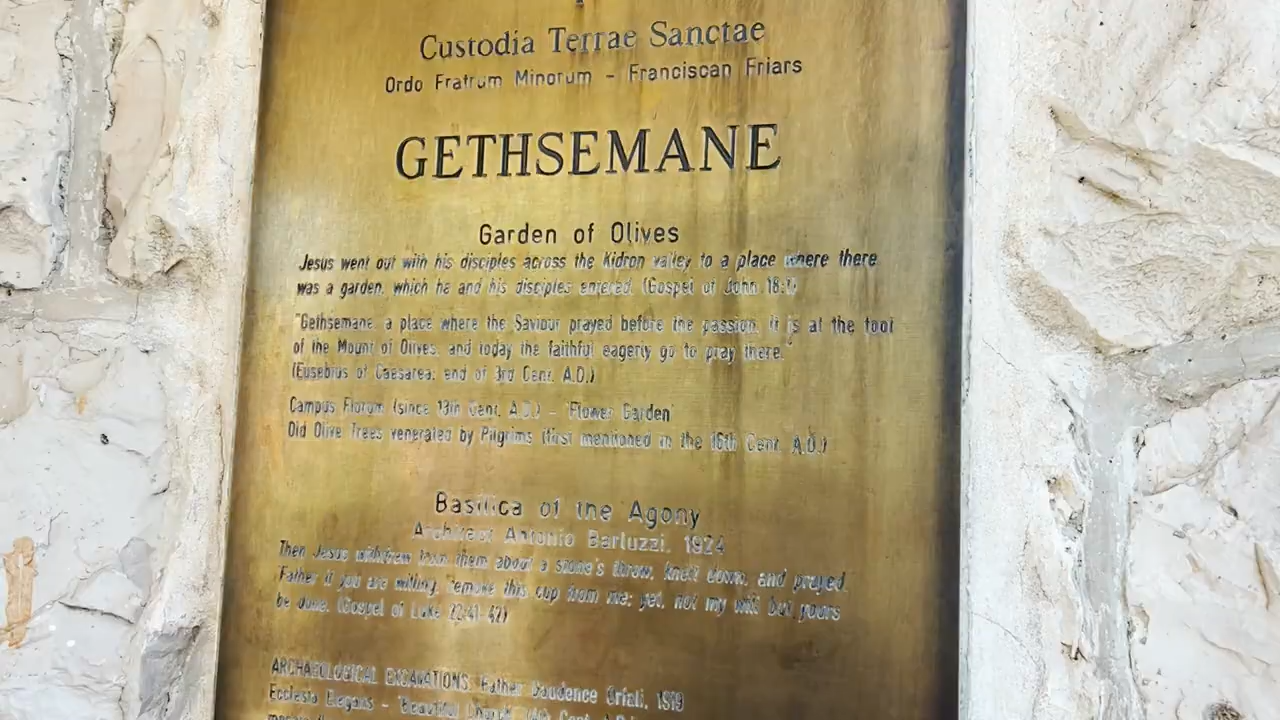 Custodia Terrae Sanctae
Ordo Fratrum Minorum - Franciscan Friars
GETHSEMANE
Garden of Olives
Jesus went out with his disciples across the Kidron valley to a place where there
was a garden, which he and his disciples entered. (Gospel of John 18:1)
"Gethsemane, a place where the Saviour prayed before the passion. It is at the foot
of the Mount of Olives, and today the faithful eagerly go to pray there."
(Eusebius of Caesarea; end of 3rd Cent. A.D.)
Campus Florum (since 13th Cent. A.D.) - 'Flower Garden'
Old Olive Trees venerated by Pilgrims (first mentioned in the 16th Cent. A.D.)
Basilica of the Agony
Architect Antonio Barluzzi, 1924
Then Jesus withdrew from them about a stone's throw, knelt down, and prayed.
"Father if you are willing, remove this cup from me; yet, not my will but yours
be done. (Gospel of Luke 22:41-42)
ARCHAEOLOGICAL EXCAVATIONS: Father Gaudence Orfali, 1919
Ecclesia Elegans - 'Beautiful Church' Cent. A.D.